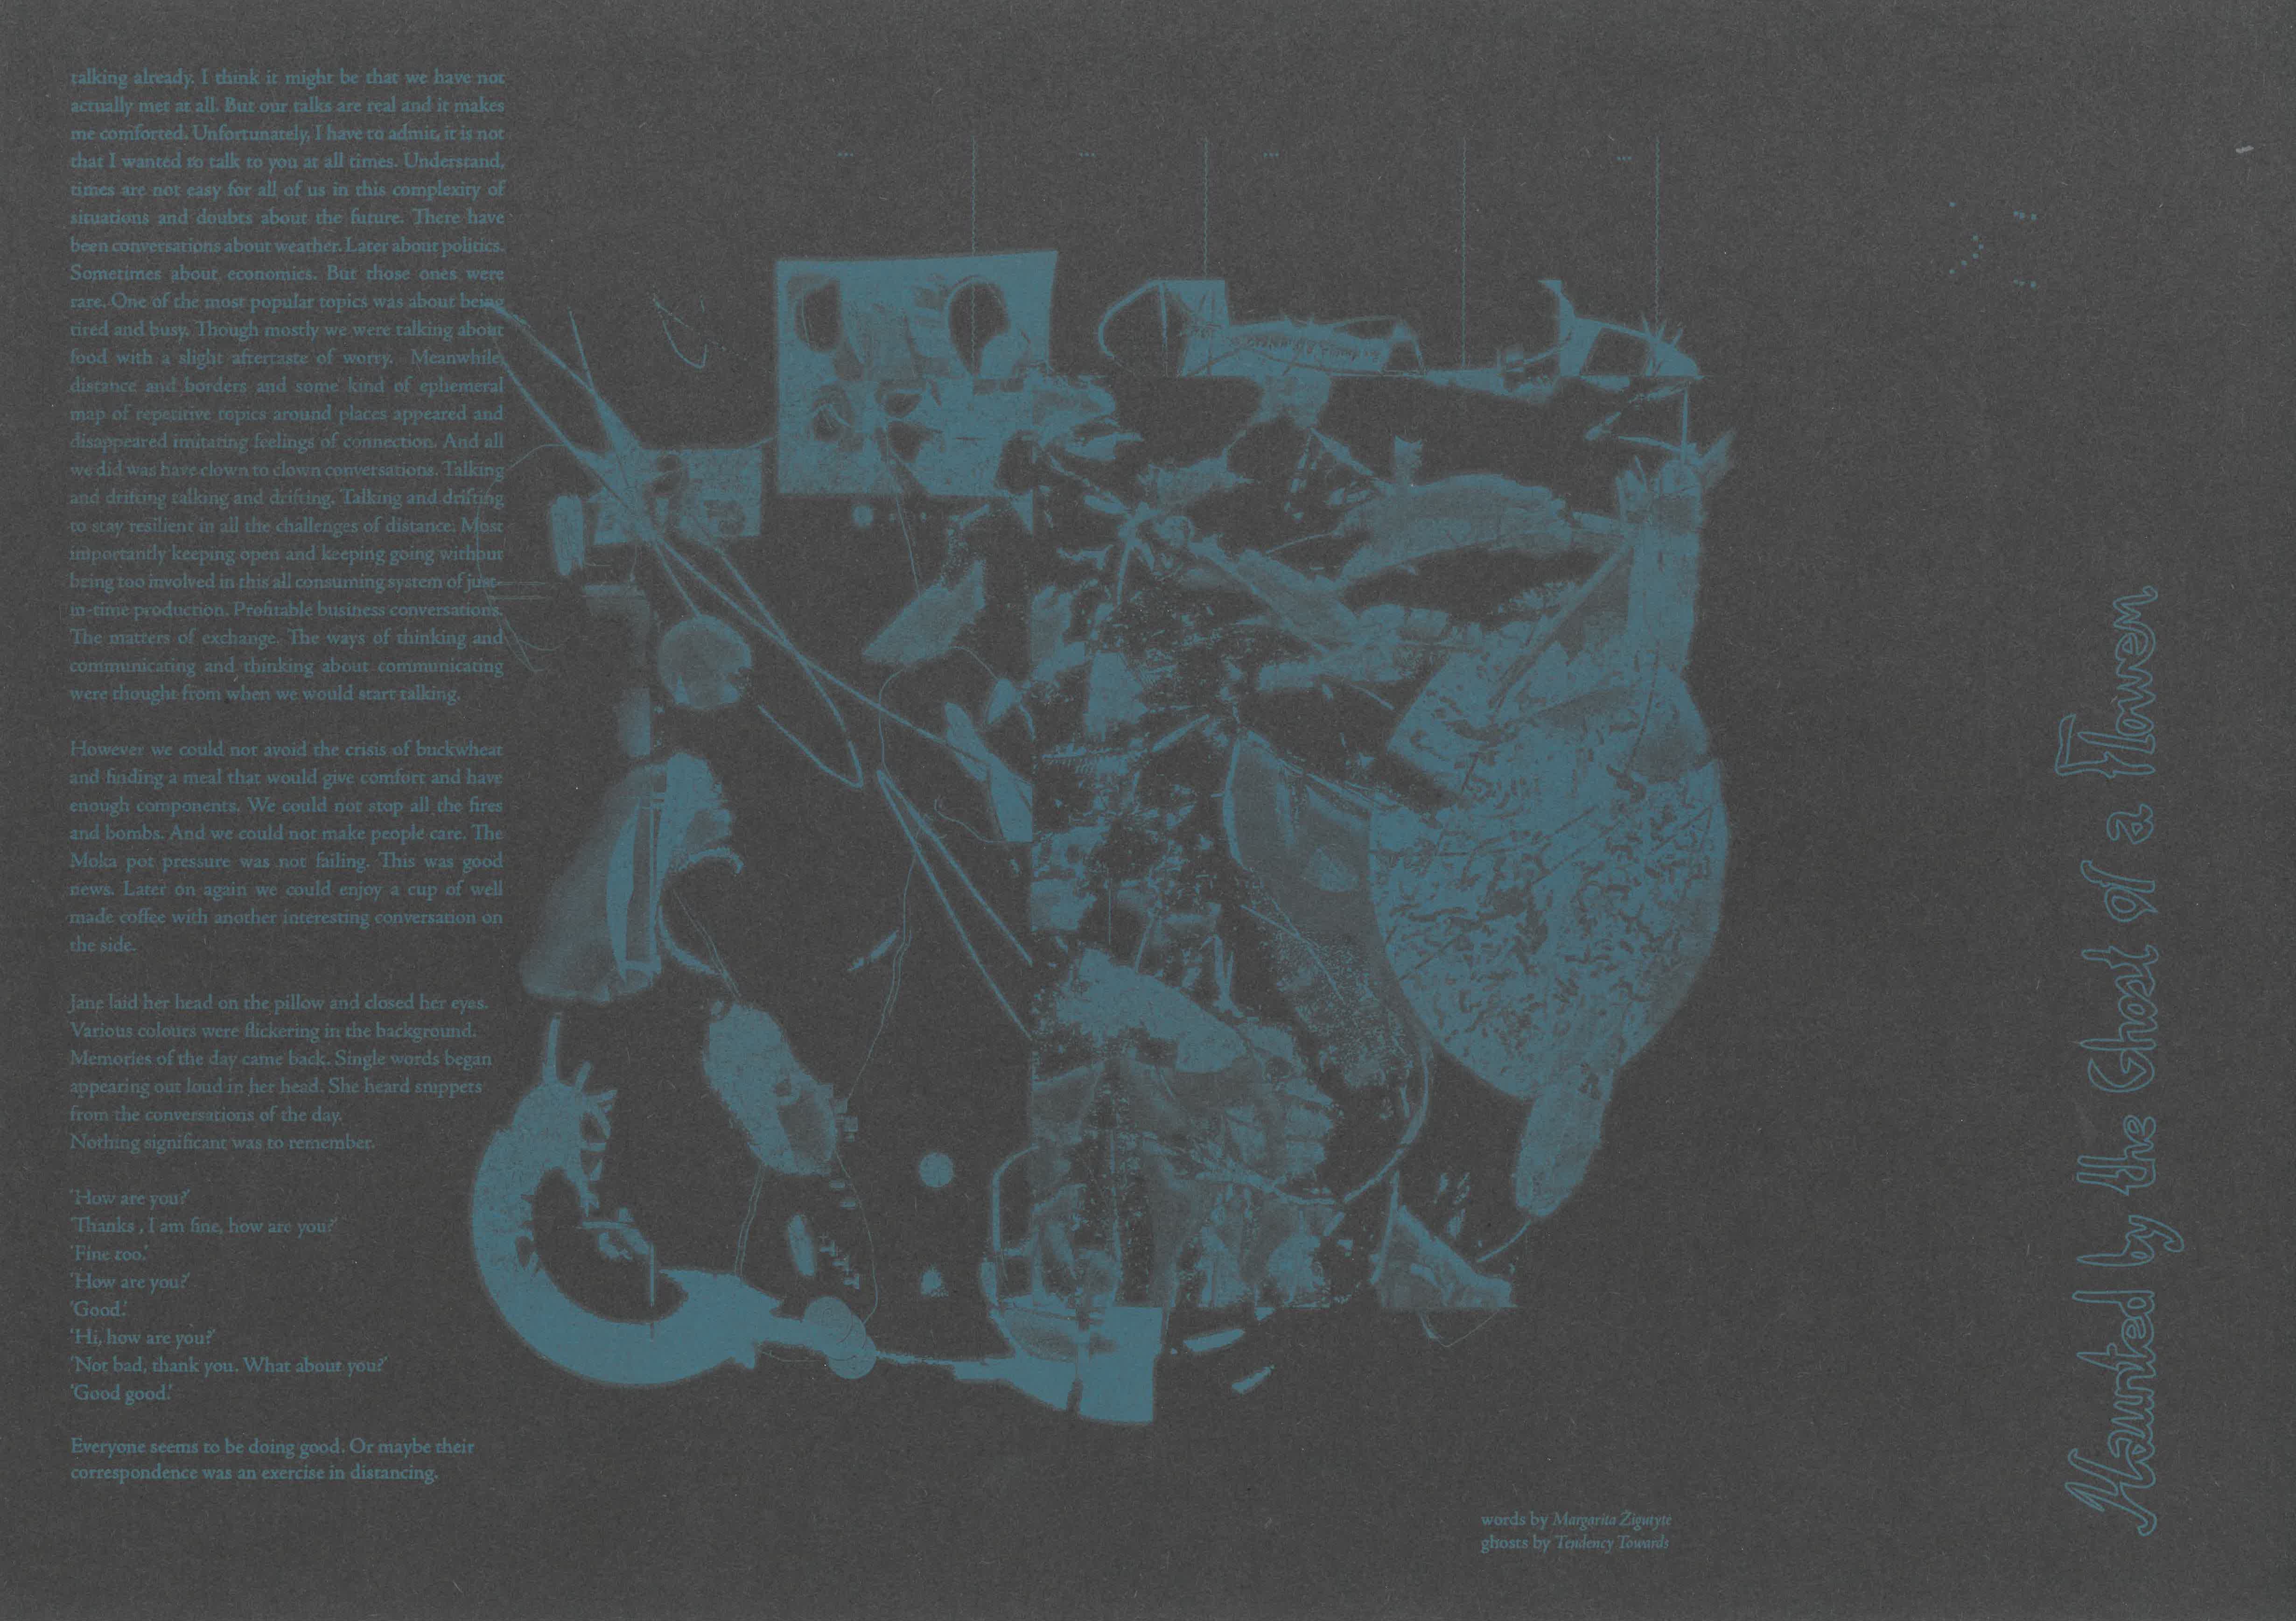 talking already. I think it might be that we have not
actually met at all. But our talks are real and it makes
me comforted. Unfortunately, I have to admit, it is not
that I wanted to talk to you at all times. Understand,
times are not easy for all of us in this complexity of
situations and doubts about the future. There have
been conversations about weather. Later about politics.
Sometimes about economics. But those ones were
rare. One of the most popular topics was about being
tired and busy. Though mostly we were talking about
food with a slight aftertaste of worry. Meanwhile,
distance and borders and some kind of ephemeral
map of repetitive topics around places appeared and
disappeared imitating feelings of connection. And all
we did was have clown to clown conversations. Talking
and drifting talking and drifting. Talking and drifting
to stay resilient in all the challenges of distance. Most
importantly keeping open and keeping going without
being too involved in this all consuming system of just-
in-time production. Profitable business conversations.
The matters of exchange. The ways of thinking and
communicating and thinking about communicating
were thought from when we would start talking.
However we could not avoid the crisis of buckwheat
and finding a meal that would give comfort and have
enough components. We could not stop all the fires
and bombs. And we could not make people care. The
Moka pot pressure was not failing. This was good
news. Later on again we could enjoy a cup of well
made coffee with another interesting conversation on
the side.
Jane laid her head on the pillow and closed her eyes.
Various colours were flickering in the background.
Memories of the day came back. Single words began
appearing out loud in her head. She heard snippets
from the conversations of the day.
Nothing significant was to remember.
'How are you?'
'Thanks , I am fine, how are you?'
'Fine too.'
'How are you?'
'Good.'
'Hi, how are you?'
'Not bad, thank you. What about you?'
'Good good.'
Everyone seems to be doing good. Or maybe their
correspondence was an exercise in distancing.
words by Margarita Žigutytė
ghosts by Tendency Towards
Haunted by the Ghost of a Flower